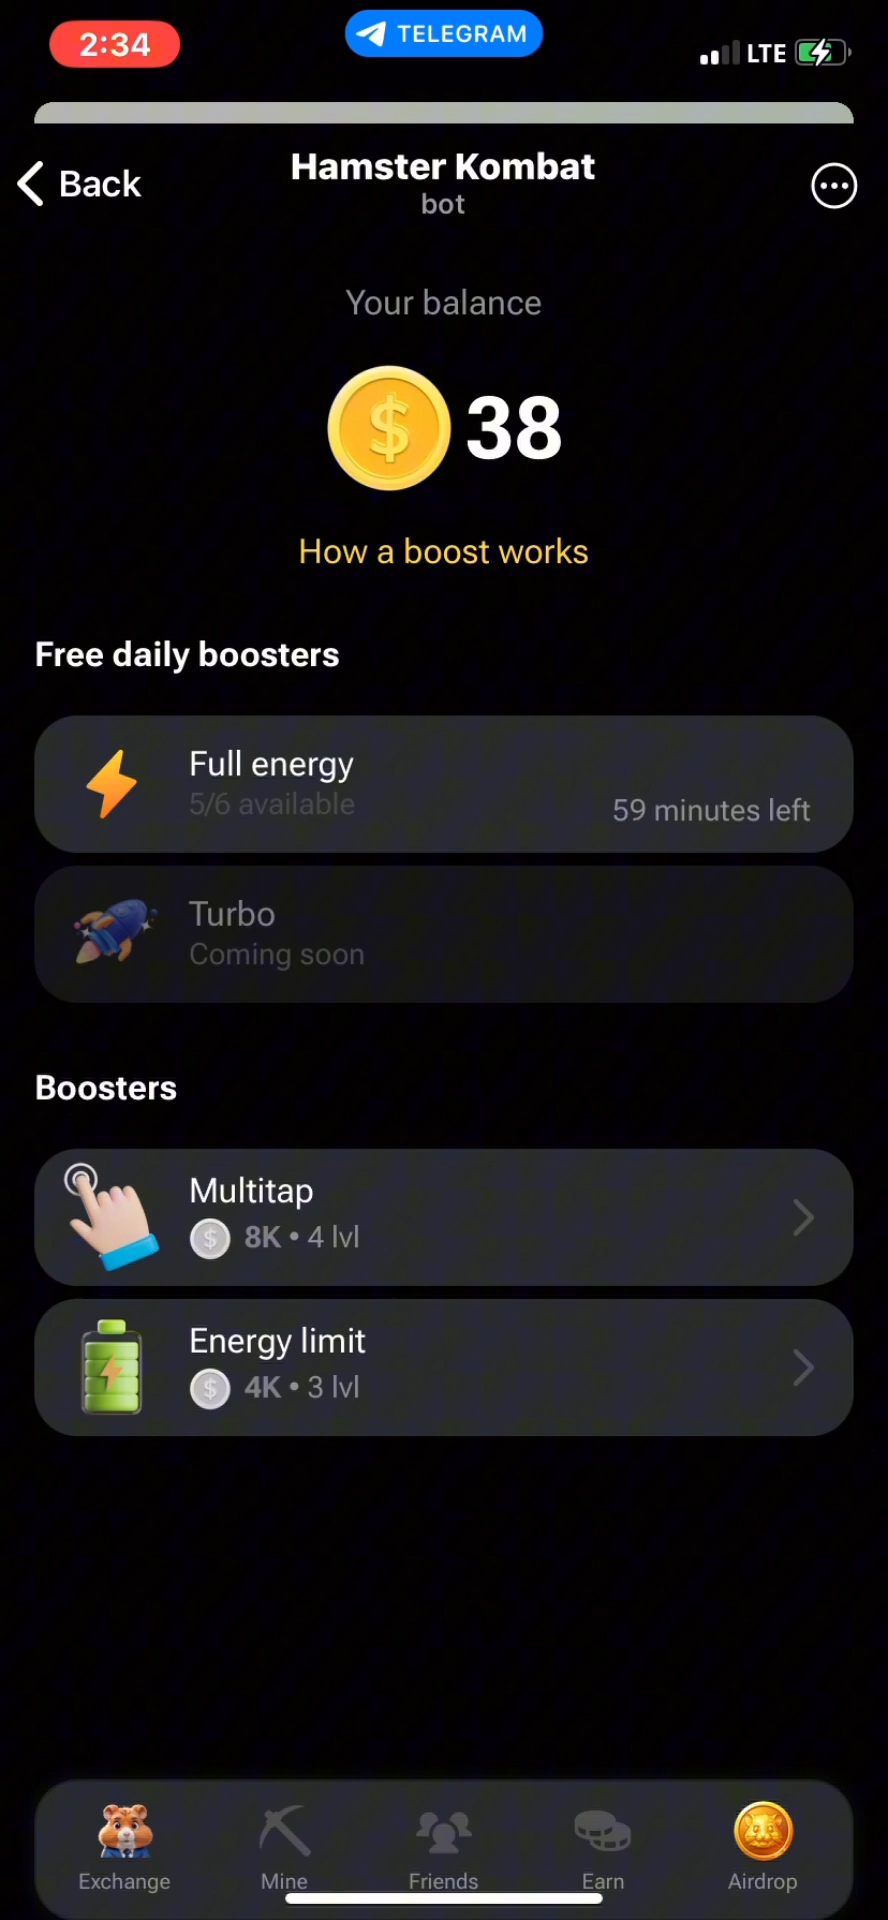 2:34
TELEGRAM
LTE
Back
Hamster Kombat
bot
Your balance
$ 38
How a boost works
Free daily boosters
Full energy
5/6 available
59 minutes left
Turbo
Coming soon
Boosters
Multitap
$ 8K • 4 lvl
Energy limit
$ 4K • 3 lvl
Exchange
Mine
Friends
Earn
Airdrop